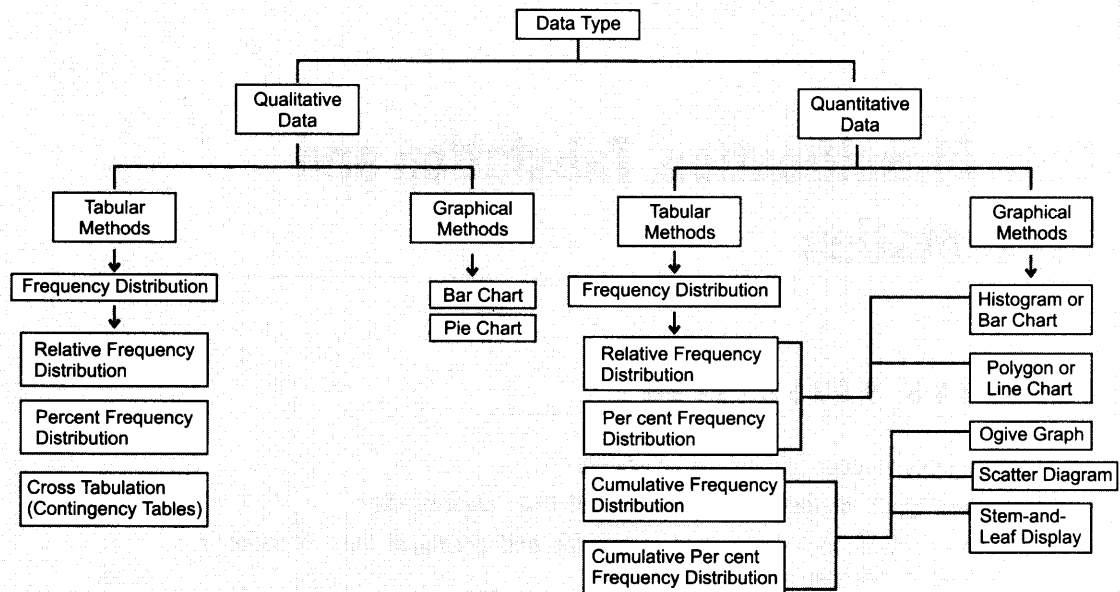 Data Type
Qualitative
Data
Quantitative
Data
Tabular
Methods
Graphical
Methods
Tabular
Methods
Graphical
Methods
Frequency Distribution
Relative Frequency
Distribution
Percent Frequency
Distribution
Cross Tabulation
(Contingency Tables)
Bar Chart
Pie Chart
Frequency Distribution
Relative Frequency
Distribution
Per cent Frequency
Distribution
Cumulative Frequency
Distribution
Cumulative Per cent
Frequency Distribution
Histogram or
Bar Chart
Polygon or
Line Chart
Ogive Graph
Scatter Diagram
Stem-and-
Leaf Display